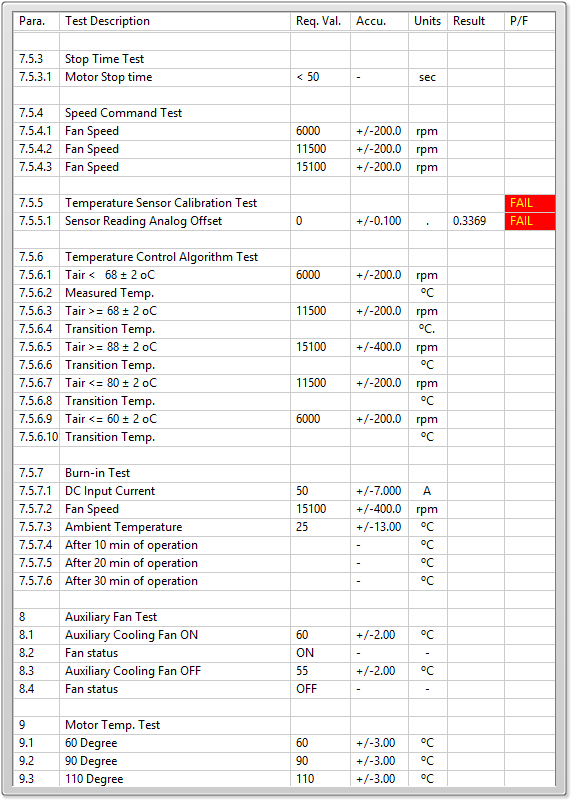 Para. Test Description Req. Val. Accu. Units Result P/F
7.5.3 Stop Time Test
7.5.3.1 Motor Stop time < 50 - sec
7.5.4 Speed Command Test
7.5.4.1 Fan Speed 6000 +/-200.0 rpm
7.5.4.2 Fan Speed 11500 +/-200.0 rpm
7.5.4.3 Fan Speed 15100 +/-200.0 rpm
7.5.5 Temperature Sensor Calibration Test FAIL
7.5.5.1 Sensor Reading Analog Offset 0 +/-0.100 . 0.3369 FAIL
7.5.6 Temperature Control Algorithm Test
7.5.6.1 Tair < 68 ± 2 oC 6000 +/-200.0 rpm
7.5.6.2 Measured Temp. ºC
7.5.6.3 Tair >= 68 ± 2 oC 11500 +/-200.0 rpm
7.5.6.4 Transition Temp. ºC.
7.5.6.5 Tair >= 88 ± 2 oC 15100 +/-400.0 rpm
7.5.6.6 Transition Temp. ºC
7.5.6.7 Tair <= 80 ± 2 oC 11500 +/-200.0 rpm
7.5.6.8 Transition Temp. ºC
7.5.6.9 Tair <= 60 ± 2 oC 6000 +/-200.0 rpm
7.5.6.10 Transition Temp. ºC
7.5.7 Burn-in Test
7.5.7.1 DC Input Current 50 +/-7.000 A
7.5.7.2 Fan Speed 15100 +/-400.0 rpm
7.5.7.3 Ambient Temperature 25 +/-13.00 ºC
7.5.7.4 After 10 min of operation - ºC
7.5.7.5 After 20 min of operation - ºC
7.5.7.6 After 30 min of operation - ºC
8 Auxiliary Fan Test
8.1 Auxiliary Cooling Fan ON 60 +/-2.00 ºC
8.2 Fan status ON - -
8.3 Auxiliary Cooling Fan OFF 55 +/-2.00 ºC
8.4 Fan status OFF - -
9 Motor Temp. Test
9.1 60 Degree 60 +/-3.00 ºC
9.2 90 Degree 90 +/-3.00 ºC
9.3 110 Degree 110 +/-3.00 ºC